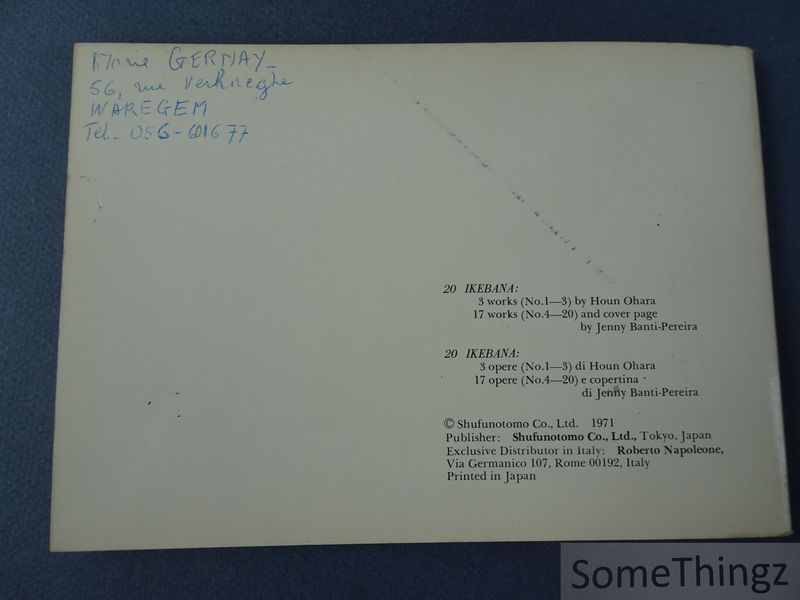 Marie GERNAY-
56, rue Verhaeghe
WAREGEM
Tel- 056-601677
20 IKEBANA:
3 works (No.1—3) by Houn Ohara
17 works (No.4—20) and cover page
by Jenny Banti-Pereira
20 IKEBANA:
3 opere (No.1—3) di Houn Ohara
17 opere (No.4—20) e copertina
di Jenny Banti-Pereira
© Shufunotomo Co., Ltd. 1971
Publisher: Shufunotomo Co., Ltd., Tokyo, Japan
Exclusive Distributor in Italy: Roberto Napoleone,
Via Germanico 107, Rome 00192, Italy
Printed in Japan
SomeThingz